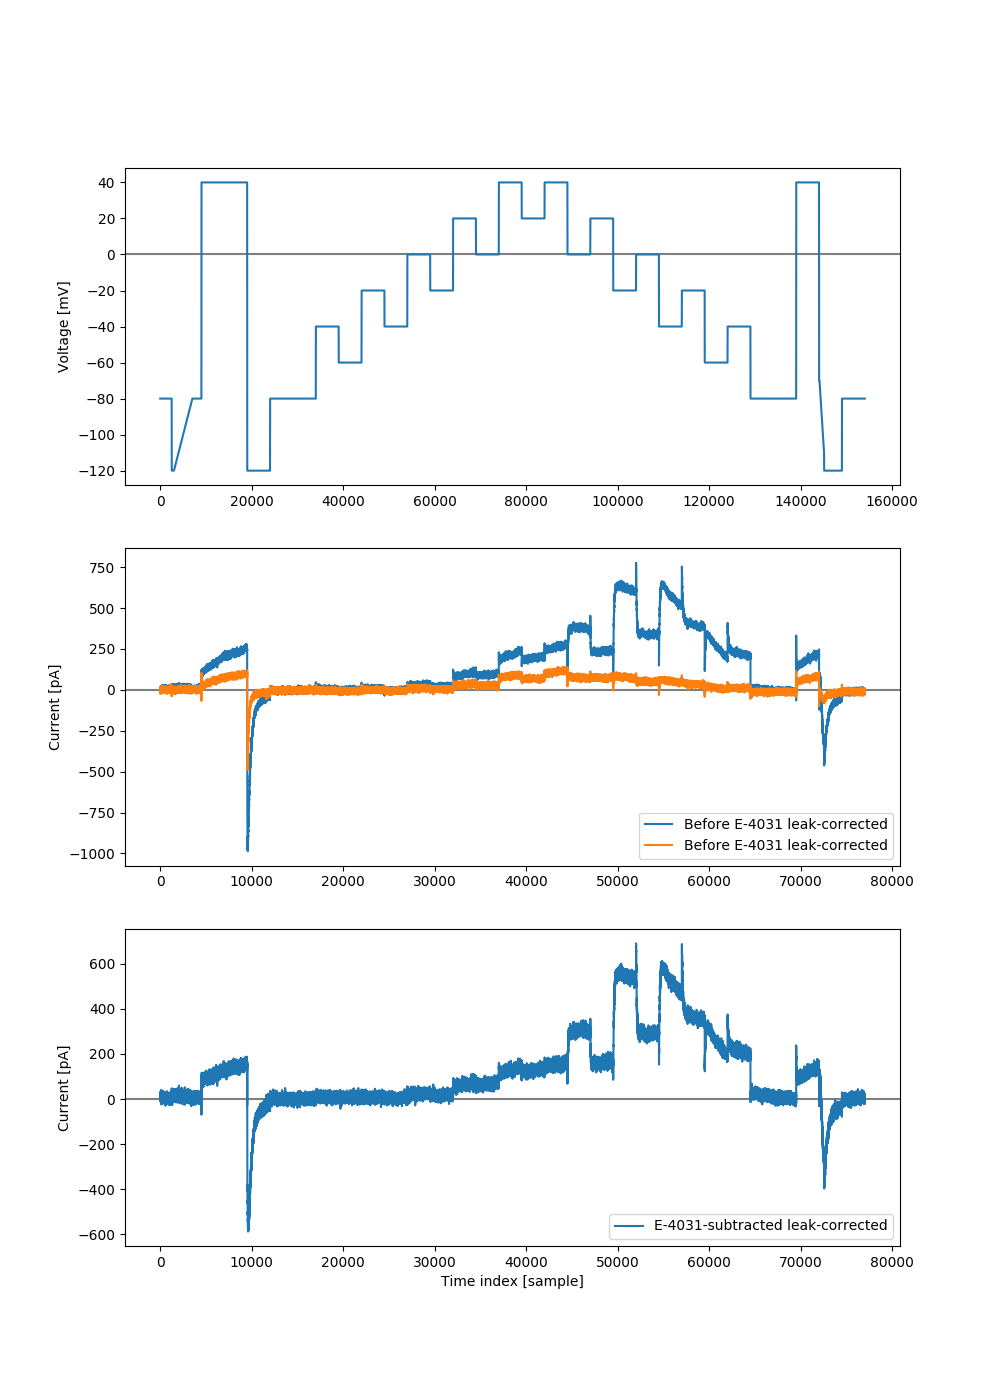 40
20
0
−20
−40
−60
−80
−100
−120
Voltage [mV]
0 20000 40000 60000 80000 100000 120000 140000 160000
750
500
250
0
−250
−500
−750
−1000
Current [pA]
Before E-4031 leak-corrected
Before E-4031 leak-corrected
0 10000 20000 30000 40000 50000 60000 70000 80000
600
400
200
0
−200
−400
−600
Current [pA]
E-4031-subtracted leak-corrected
0 10000 20000 30000 40000 50000 60000 70000 80000
Time index [sample]